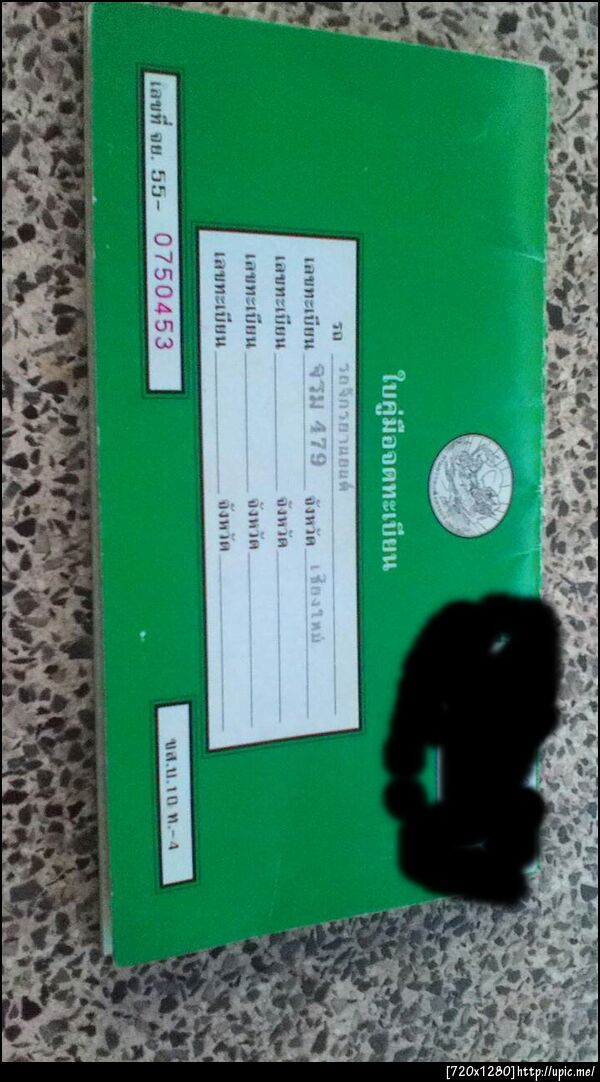 ใบคู่มือจดทะเบียน
รถ รถจักรยานยนต์
เลขทะเบียน จรม 479 จังหวัด เชียงใหม่
เลขทะเบียน จังหวัด
เลขทะเบียน จังหวัด
เลขทะเบียน จังหวัด
เลขที่ จย. 55- 0750453
ขส.บ.10 ท.-4
[720x1280]http://upic.me/